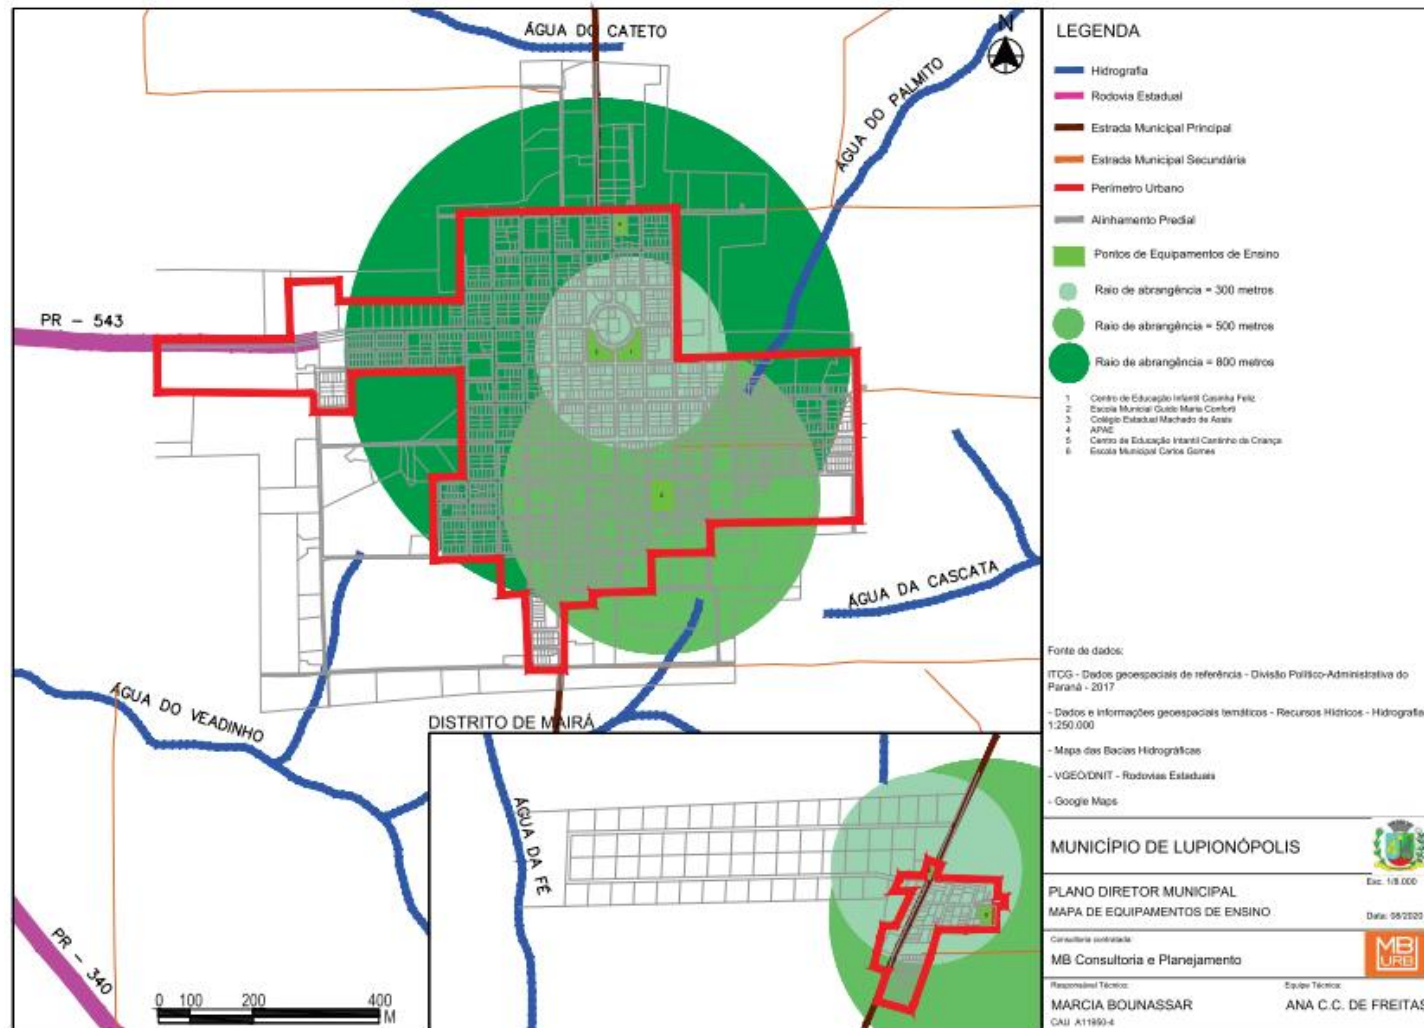 ÁGUA DO CATETO
N
ÁGUA DO PALMITO
PR - 543
ÁGUA DA CASCATA
ÁGUA DO VEADINHO
DISTRITO DE MAIRÁ
ÁGUA DA FÉ
PR - 340
0 100 200 400
M
LEGENDA
Hidrografia
Rodovia Estadual
Estrada Municipal Principal
Estrada Municipal Secundária
Perímetro Urbano
Alinhamento Predial
Pontos de Equipamentos de Ensino
Raio de abrangência = 300 metros
Raio de abrangência = 500 metros
Raio de abrangência = 800 metros
1 Centro de Educação Infantil Casinha Feliz
2 Escola Municial Guido Maria Conforti
3 Colégio Estadual Machado de Assis
4 APAE
5 Centro de Educação Infantil Cantinho da Criança
6 Escola Municipal Carlos Gomes
Fonte de dados:
ITCG - Dados geoespaciais de referência - Divisão Político-Administrativa do
Paraná - 2017
- Dados e informações geoespaciais temáticos - Recursos Hídricos - Hidrografia
1:250.000
- Mapa das Bacias Hidrográficas
- VGEO/DNIT - Rodovias Estaduais
- Google Maps
MUNICÍPIO DE LUPIONÓPOLIS
Esc. 1/8.000
PLANO DIRETOR MUNICIPAL
MAPA DE EQUIPAMENTOS DE ENSINO
Data: 08/2020
Consultoria contratada:
MB Consultoria e Planejamento
MB
URB
Responsável Técnico:
Equipe Técnica:
MARCIA BOUNASSAR
ANA C.C. DE FREITAS
CAU A11950-4